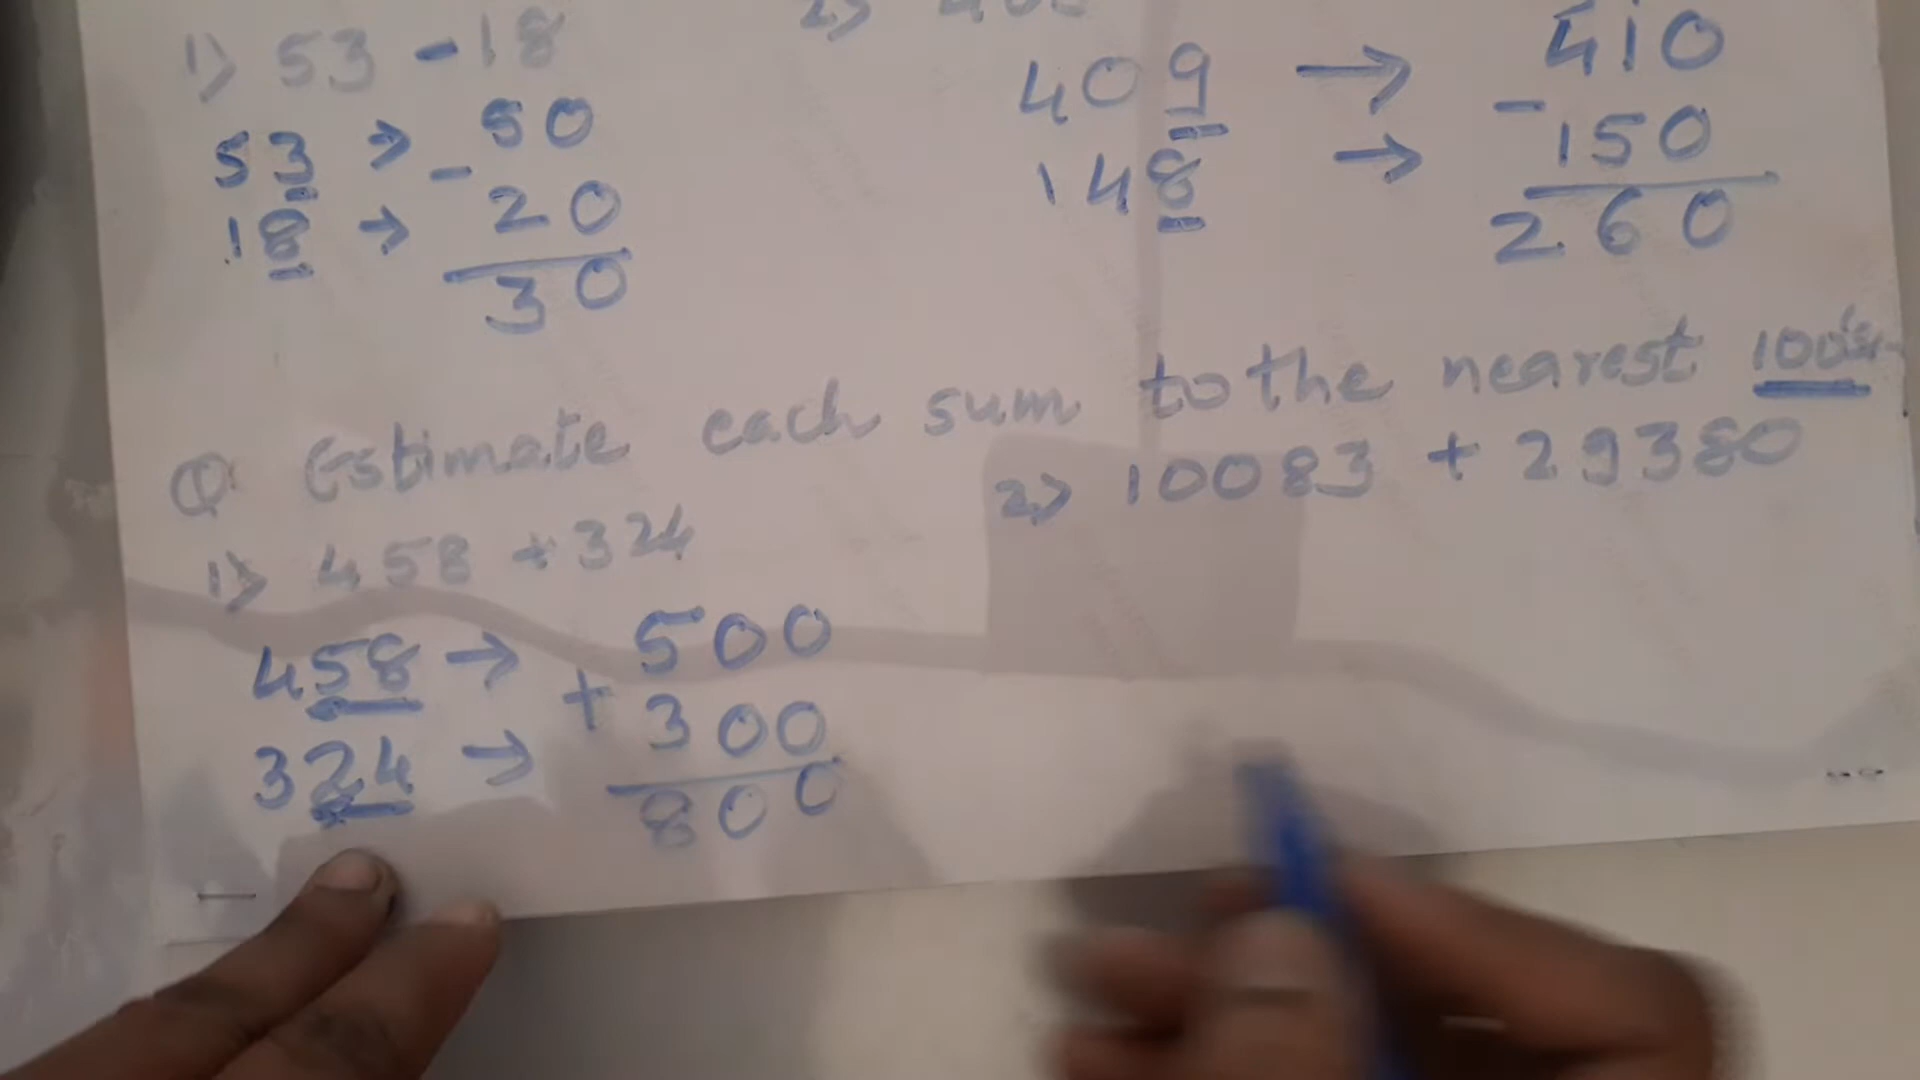 1) 53 - 18
53 → 50
18 → - 20
30
2)
409 → 410
148 → - 150
260
Q Estimate each sum to the nearest 100's
1) 458 + 324
458 → 500
324 → + 300
800
2) 10083 + 29380